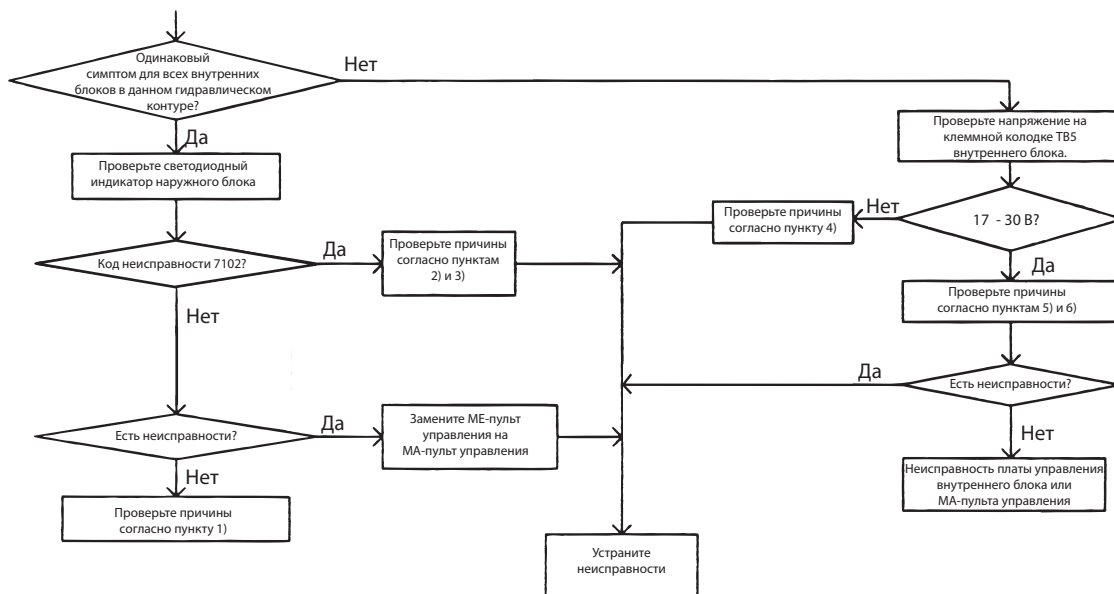 Одинаковый
симптом для всех внутренних
блоков в данном гидравлическом
контуре?
Нет
Да
Проверьте светодиодный
индикатор наружного блока
Код неисправности 7102?
Да
Проверьте причины
согласно пунктам
2) и 3)
Нет
Есть неисправности?
Да
Замените МЕ-пульт
управления на
МА-пульт управления
Нет
Проверьте причины
согласно пункту 1)
Проверьте напряжение на
клеммной колодке ТВ5
внутреннего блока.
17 - 30 В?
Нет
Проверьте причины
согласно пункту 4)
Да
Проверьте причины
согласно пунктам 5) и 6)
Есть неисправности?
Да
Нет
Неисправность платы управления
внутреннего блока или
МА-пульта управления
Устраните
неисправности